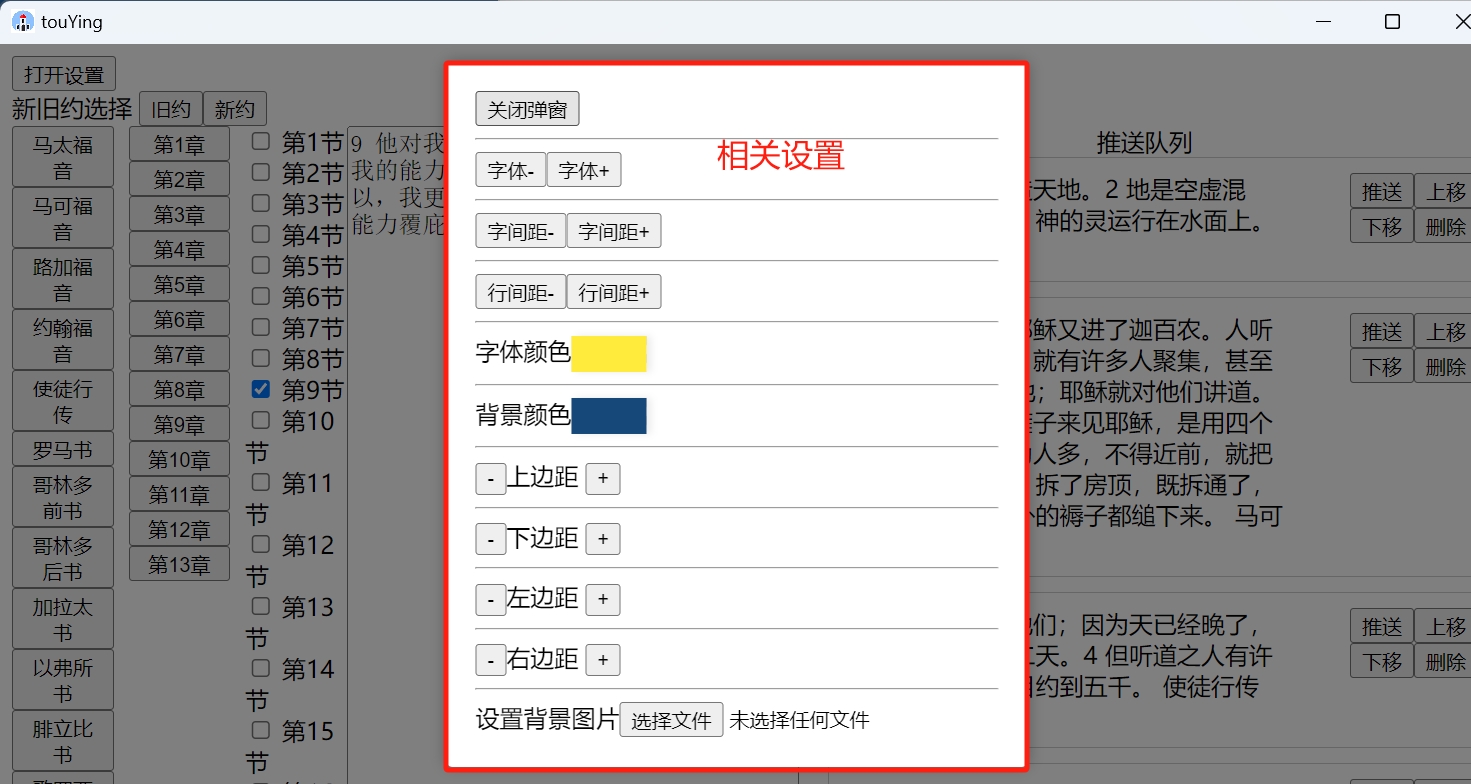 touYing
打开设置
新旧约选择 旧约 新约
马太福
音
马可福
音
路加福
音
约翰福
音
使徒行
传
罗马书
哥林多
前书
哥林多
后书
加拉太
书
以弗所
书
腓立比
书
第1章
第2章
第3章
第4章
第5章
第6章
第7章
第8章
第9章
第10章
第11章
第12章
第13章
第1节
第2节
第3节
第4节
第5节
第6节
第7节
第8节
第9节
第10
节
第11
节
第12
节
第13
节
第14
节
第15
节
9 他对我
我的能力
以，我更
能力覆庇
关闭弹窗
相关设置
字体- 字体+
字间距- 字间距+
行间距- 行间距+
字体颜色
背景颜色
- 上边距 +
- 下边距 +
- 左边距 +
- 右边距 +
设置背景图片 选择文件 未选择任何文件
推送队列
天地。2 地是空虚混
神的灵运行在水面上。
推送 上移
下移 删除
稣又进了迦百农。人听
就有许多人聚集，甚至
；耶稣就对他们讲道。
子来见耶稣，是用四个
人多，不得近前，就把
拆了房顶，既拆通了，
的褥子都缒下来。 马可
推送 上移
下移 删除
们；因为天已经晚了，
天。4 但听道之人有许
约到五千。 使徒行传
推送 上移
下移 删除